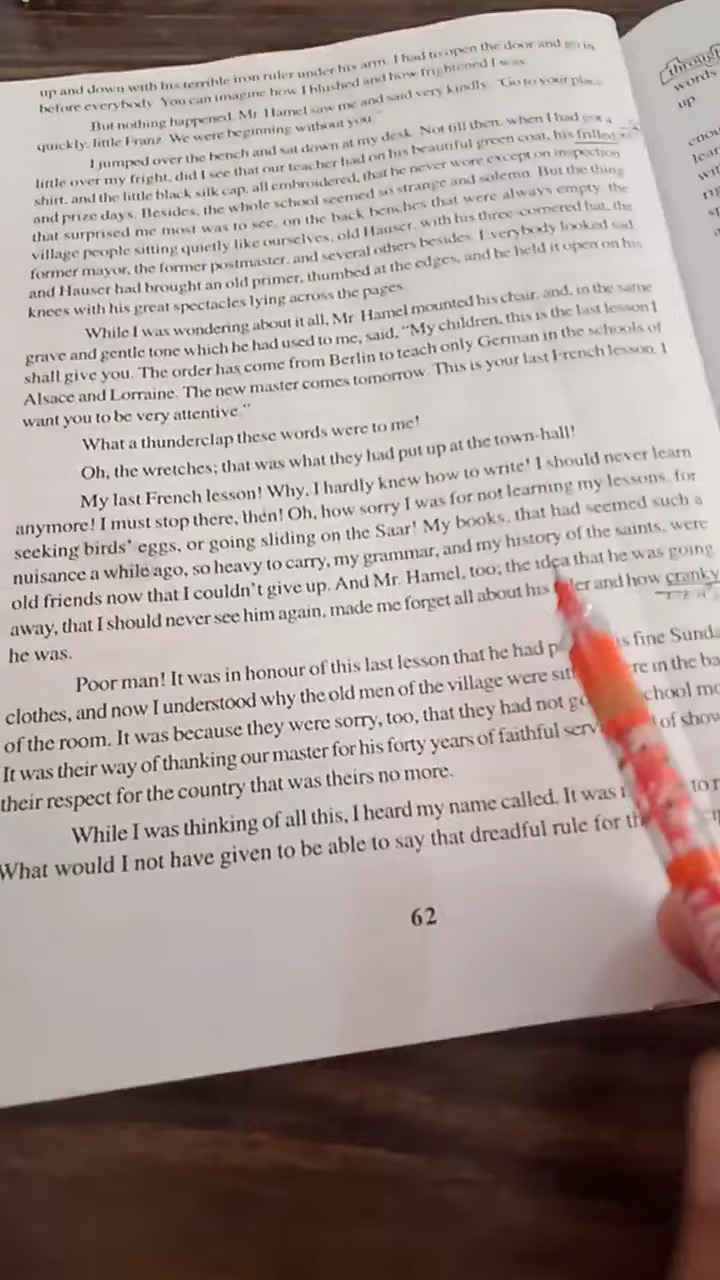 up and down with his terrible iron ruler under his arm. I had to open the door and go in
before everybody. You can imagine how I blushed and how frightened I was.
But nothing happened. Mr. Hamel saw me and said very kindly. "Go to your place
quickly, little Franz. We were beginning without you."
I jumped over the bench and sat down at my desk. Not till then, when I had got a
little over my fright, did I see that our teacher had on his beautiful green coat, his frilled
shirt, and the little black silk cap, all embroidered, that he never wore except on inspection
and prize days. Besides, the whole school seemed so strange and solemn. But the thing
that surprised me most was to see, on the back benches that were always empty, the
village people sitting quietly like ourselves, old Hauser, with his three-cornered hat, the
former mayor, the former postmaster, and several others besides. Everybody looked sad
and Hauser had brought an old primer, thumbed at the edges, and he held it open on his
knees with his great spectacles lying across the pages.
While I was wondering about it all, Mr. Hamel mounted his chair, and, in the same
grave and gentle tone which he had used to me, said, "My children, this is the last lesson I
shall give you. The order has come from Berlin to teach only German in the schools of
Alsace and Lorraine. The new master comes tomorrow. This is your last French lesson. I
want you to be very attentive."
What a thunderclap these words were to me!
Oh, the wretches; that was what they had put up at the town-hall!
My last French lesson! Why, I hardly knew how to write! I should never learn
anymore! I must stop there, then! Oh, how sorry I was for not learning my lessons, for
seeking birds' eggs, or going sliding on the Saar! My books, that had seemed such a
nuisance a while ago, so heavy to carry, my grammar, and my history of the saints, were
old friends now that I couldn't give up. And Mr. Hamel, too; the idea that he was going
away, that I should never see him again, made me forget all about his ruler and how cranky
he was.
Poor man! It was in honour of this last lesson that he had p is fine Sunda
clothes, and now I understood why the old men of the village were sitt re in the ba
of the room. It was because they were sorry, too, that they had not go school mo
It was their way of thanking our master for his forty years of faithful serv of show
their respect for the country that was theirs no more.
While I was thinking of all this, I heard my name called. It was to r
What would I not have given to be able to say that dreadful rule for th
62
through
words
up
enou
lear